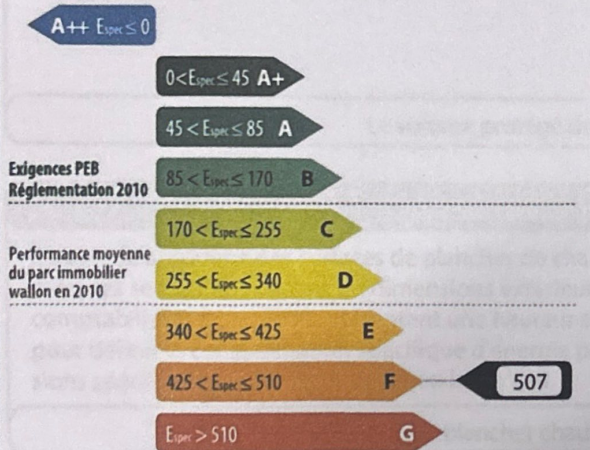 A++ Espec ≤ 0
0 < Espec ≤ 45 A+
45 < Espec ≤ 85 A
Exigences PEB
Réglementation 2010
85 < Espec ≤ 170 B
170 < Espec ≤ 255 C
Performance moyenne
du parc immobilier
wallon en 2010
255 < Espec ≤ 340 D
340 < Espec ≤ 425 E
425 < Espec ≤ 510 F
507
Espec > 510 G